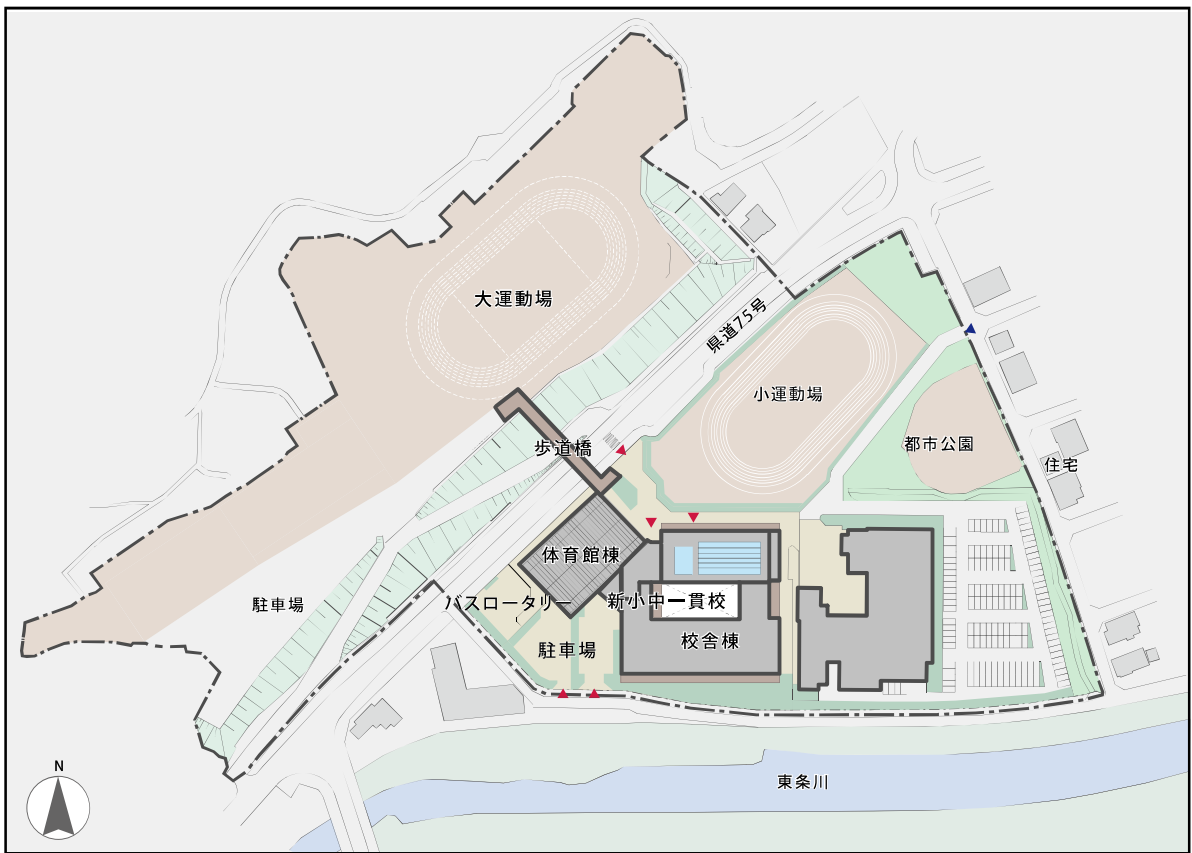 大運動場
県道75号
小運動場
歩道橋
都市公園
住宅
体育館棟
駐車場
バスロータリー
新小中一貫校
校舎棟
駐車場
N
東条川